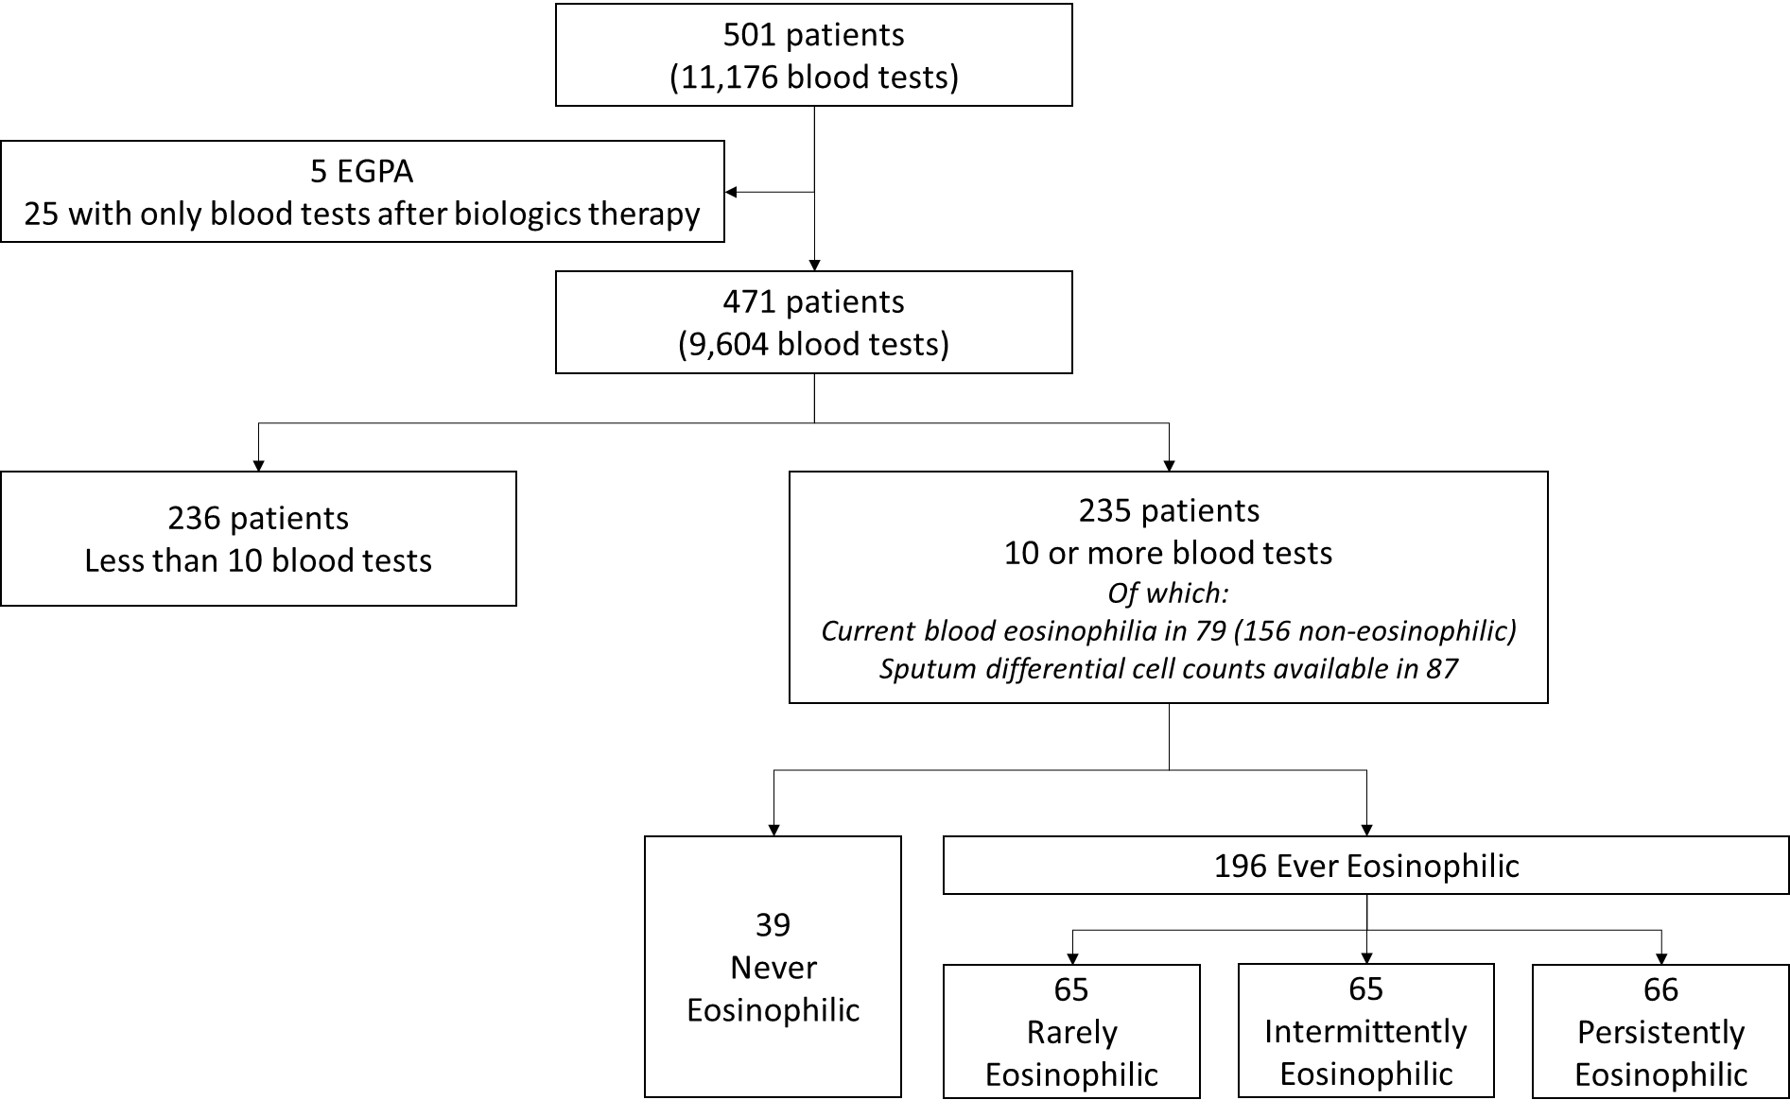 501 patients
(11,176 blood tests)
5 EGPA
25 with only blood tests after biologics therapy
471 patients
(9,604 blood tests)
236 patients
Less than 10 blood tests
235 patients
10 or more blood tests
Of which:
Current blood eosinophilia in 79 (156 non-eosinophilic)
Sputum differential cell counts available in 87
39
Never
Eosinophilic
196 Ever Eosinophilic
65
Rarely
Eosinophilic
65
Intermittently
Eosinophilic
66
Persistently
Eosinophilic